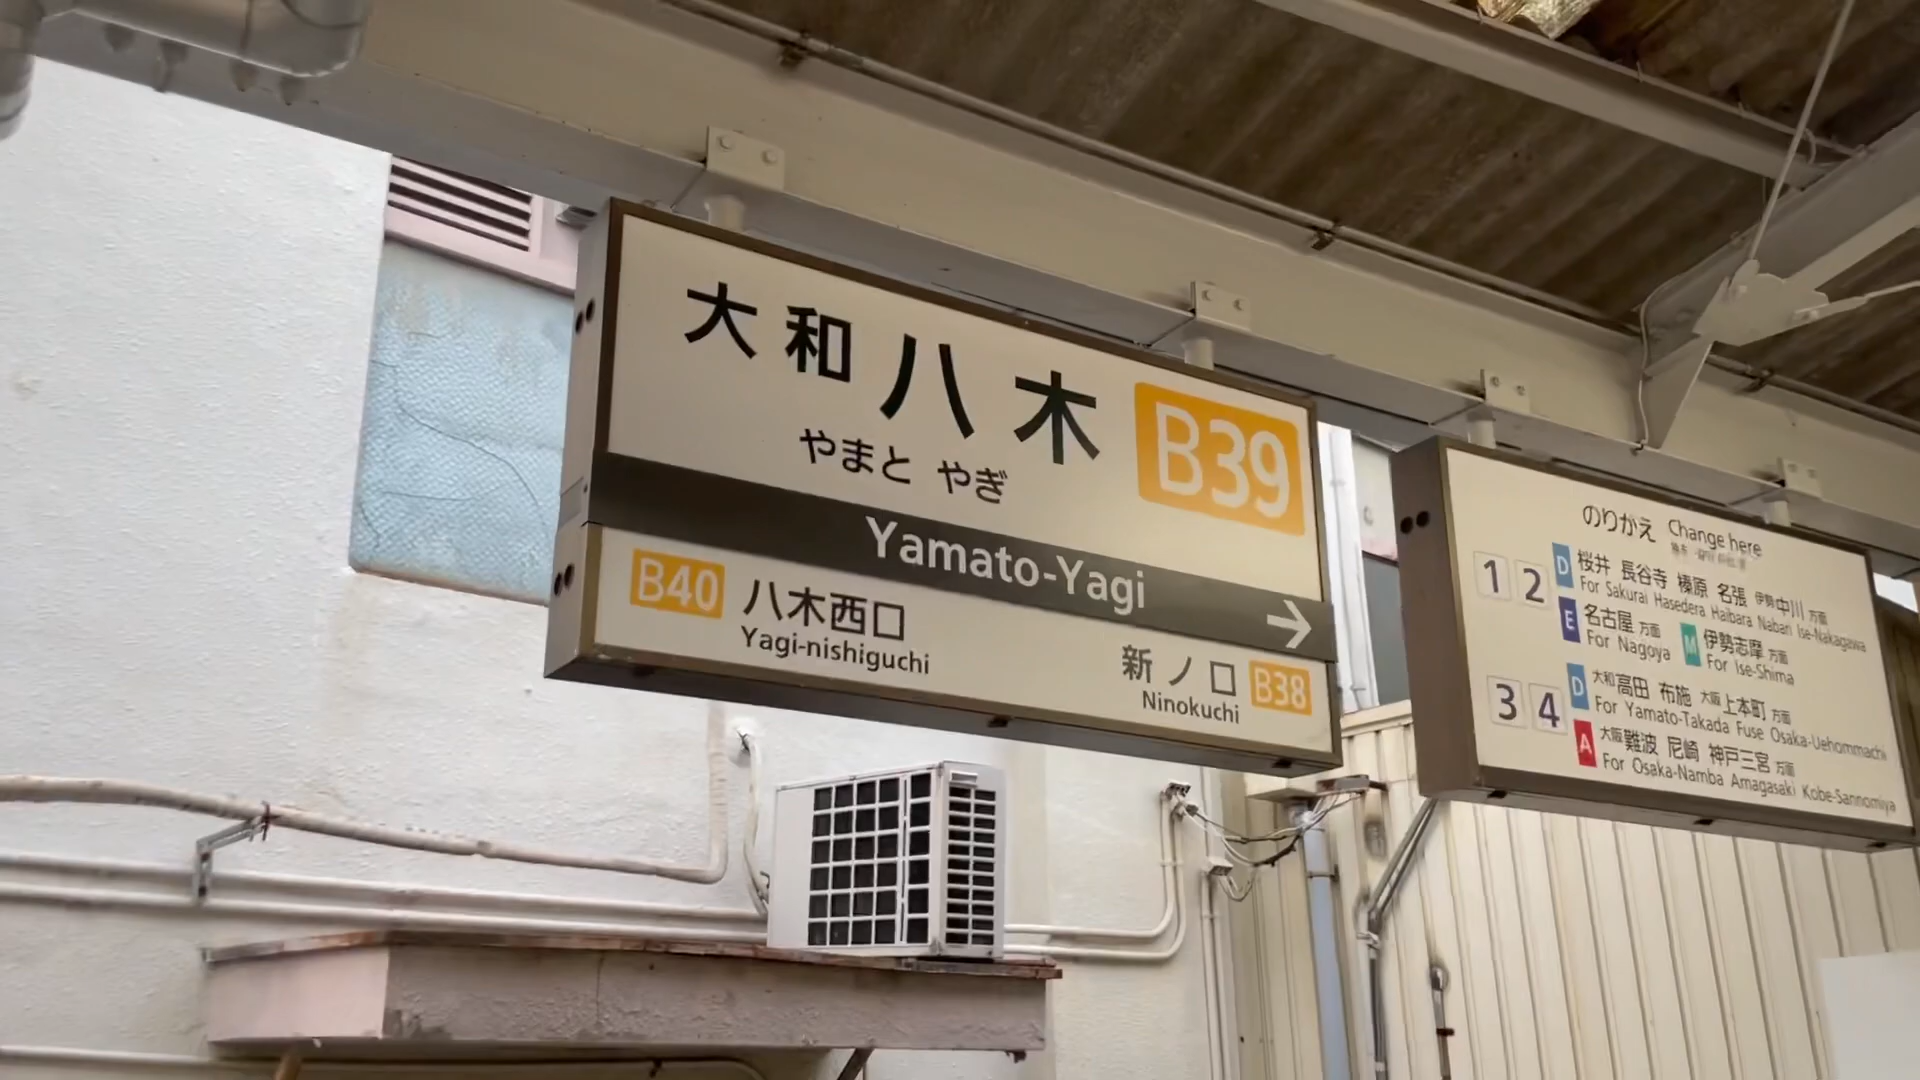 大和八木 B39
やまと やぎ
Yamato-Yagi
B40 八木西口
Yagi-nishiguchi
新ノ口 B38
Ninokuchi
のりかえ Change here
1 2 D 桜井 長谷寺 榛原 名張 伊勢中川 方面
For Sakurai Hasedera Haibara Nabari Ise-Nakagawa
E 名古屋 方面 M 伊勢志摩 方面
For Nagoya For Ise-Shima
3 4 D 大和高田 布施 大阪上本町 方面
For Yamato-Takada Fuse Osaka-Uehommachi
A 大阪難波 尼崎 神戸三宮 方面
For Osaka-Namba Amagasaki Kobe-Sannomiya